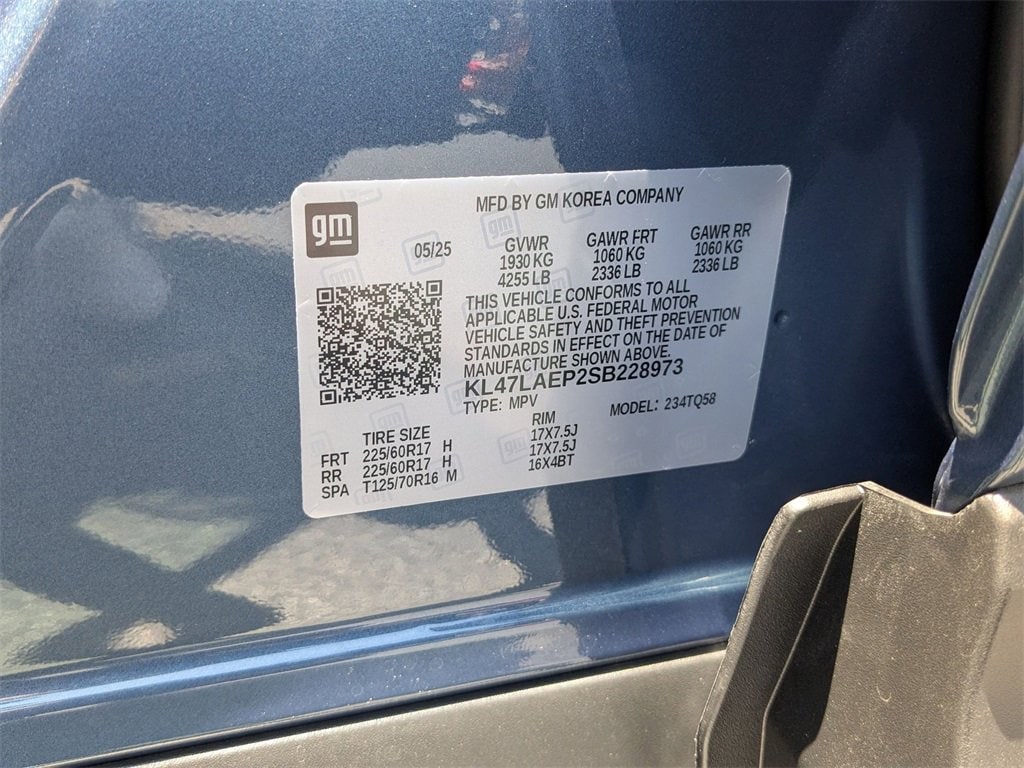 gm
MFD BY GM KOREA COMPANY
05/25
GVWR GAWR FRT GAWR RR
1930 KG 1060 KG 1060 KG
4255 LB 2336 LB 2336 LB
THIS VEHICLE CONFORMS TO ALL
APPLICABLE U.S. FEDERAL MOTOR
VEHICLE SAFETY AND THEFT PREVENTION
STANDARDS IN EFFECT ON THE DATE OF
MANUFACTURE SHOWN ABOVE.
KL47LAEP2SB228973
TYPE: MPV MODEL: 234TQ58
TIRE SIZE RIM
FRT 225/60R17 H 17X7.5J
RR 225/60R17 H 17X7.5J
SPA T125/70R16 M 16X4BT